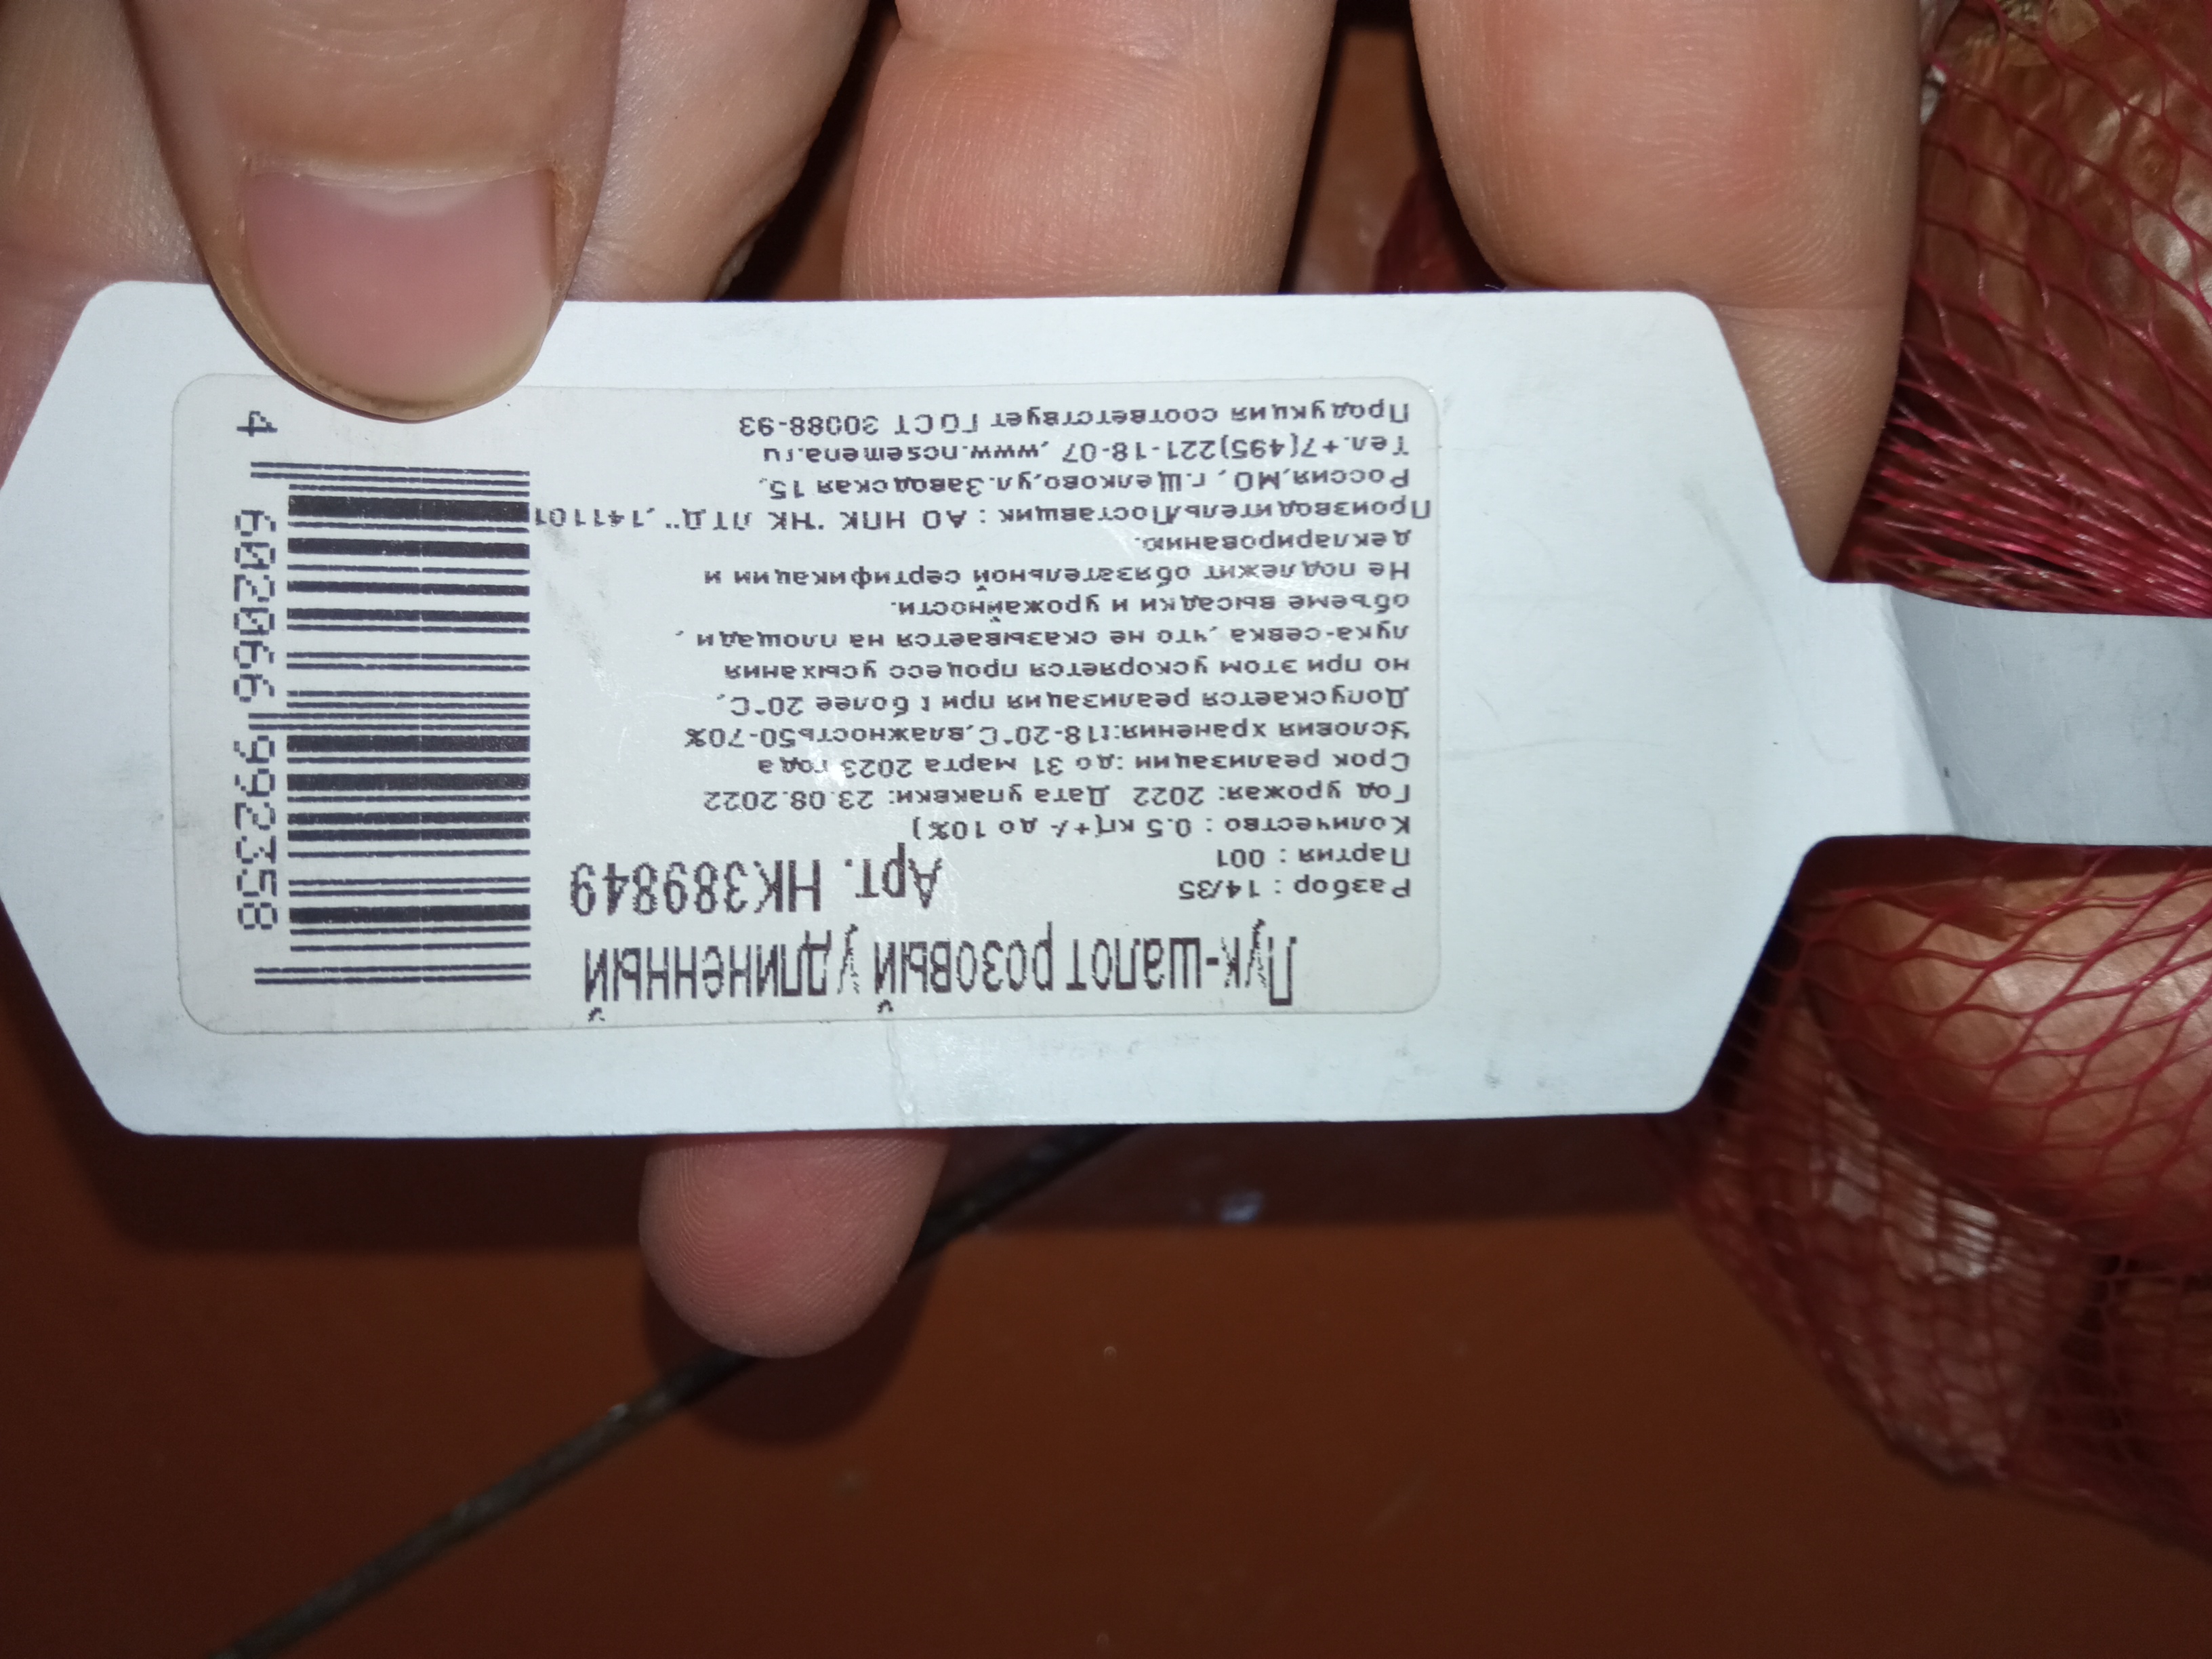 Лук-шалот розовый удлиненный
Разбор : 14/35
Арт. НК389849
Партия : 001
Количество : 0.5 кг(+/- до 10%)
Год урожая: 2022 Дата упаквки: 23.08.2022
Срок реализации :до 31 марта 2023 года
Условия хранения:t18-20°С,влажность50-70%
Допускается реализация при t более 20°С,
но при этом ускоряется процесс усыхания
лука-севка ,что не сказывается на площади ,
объеме высадки и урожайности.
Не подлежит обязательной сертификации и
декларированию.
Производитель/Поставщик : АО НПК "НК ЛТД" ,141101
Россия,МО, г.Щелково,ул.Заводская 15,
Тел.+7(495)221-18-07 ,www.ncsemena.ru
Продукция соответствует ГОСТ 30088-93
4 602066 992358